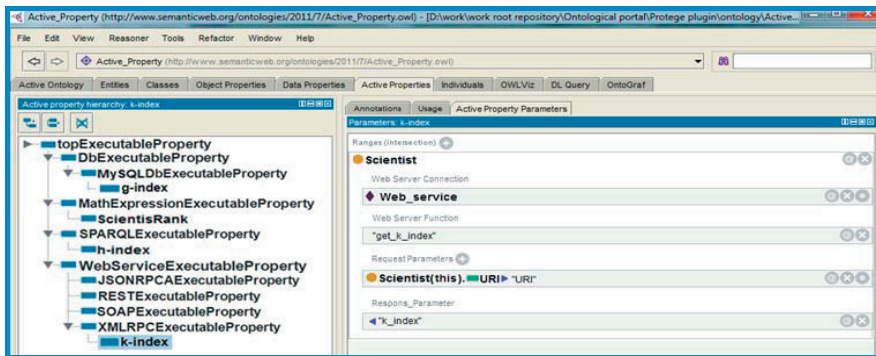 Active_Property (http://www.semanticweb.org/ontologies/2011/7/Active_Property.owl) - [D:\work\work root repository\Ontological portal\Protege plugin\ontology\Active...
File Edit View Reasoner Tools Refactor Window Help
Active_Property (http://www.semanticweb.org/ontologies/2011/7/Active_Property.owl)
Active Ontology Entities Classes Object Properties Data Properties Active Properties Individuals OWLViz DL Query OntoGraf
Active property hierarchy: k-index
topExecutableProperty
DbExecutableProperty
MySQLDbExecutableProperty
g-index
MathExpressionExecutableProperty
ScientisRank
SPARQLExecutableProperty
h-index
WebServiceExecutableProperty
JSONRPCAExecutableProperty
RESTExecutableProperty
SOAPExecutableProperty
XMLRPCExecutableProperty
k-index
Annotations Usage Active Property Parameters
Parameters: k-index
Ranges (intersection)
Scientist
Web Server Connection
Web_service
Web Server Function
"get_k_index"
Request Parameters
Scientist(this). URI "URI"
Respons_Parameter
"k_index"